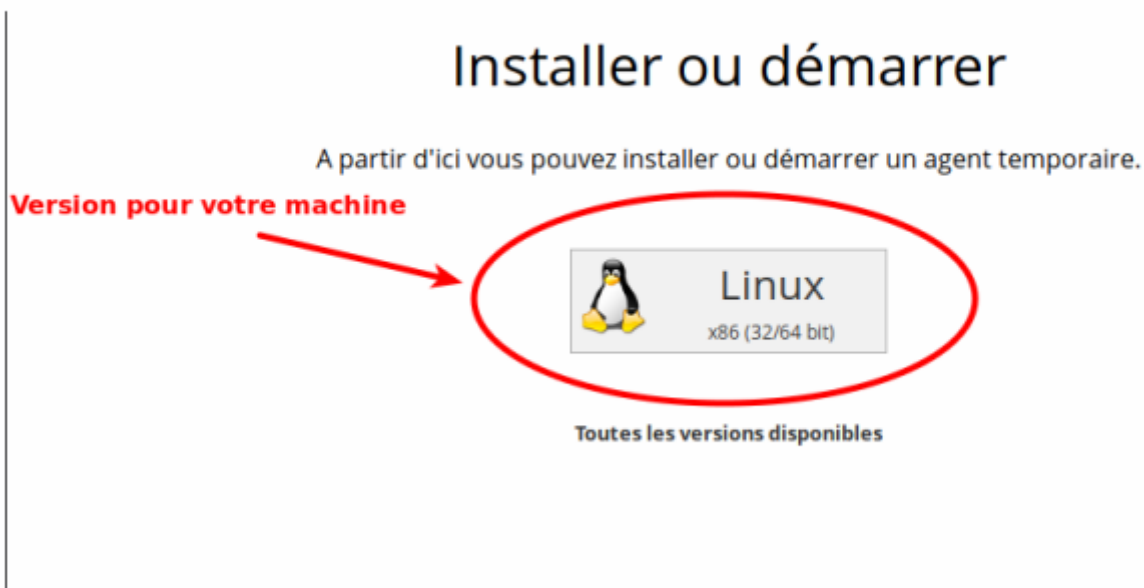 Installer ou démarrer
A partir d'ici vous pouvez installer ou démarrer un agent temporaire.
Version pour votre machine
Linux
x86 (32/64 bit)
Toutes les versions disponibles